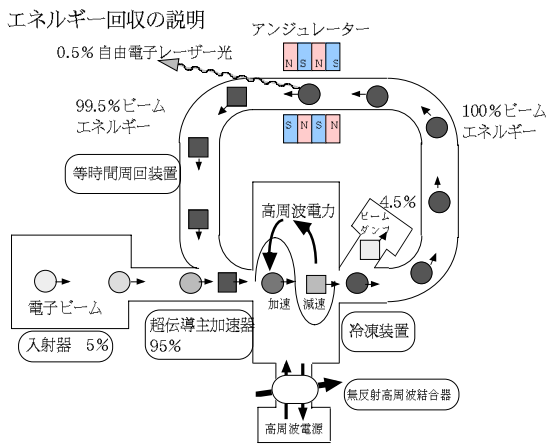 エネルギー回収の説明
アンジュレーター
0.5%自由電子レーザー光
N S N S
99.5%ビーム
エネルギー
100%ビーム
エネルギー
S N S N
等時間周回装置
4.5%
ビーム
ダンプ
高周波電力
加速
減速
電子ビーム
入射器 5%
超伝導主加速器
95%
冷凍装置
無反射高周波結合器
高周波電源